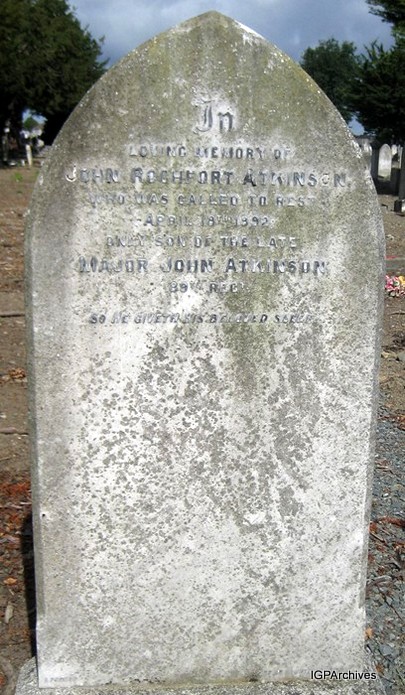 In
LOVING MEMORY OF
JOHN ROCHFORT ATKINSON
WHO WAS CALLED TO REST
APRIL 18TH 1892
ONLY SON OF THE LATE
MAJOR JOHN ATKINSON
SO HE GIVETH HIS BELOVED SLEEP
IGPArchives